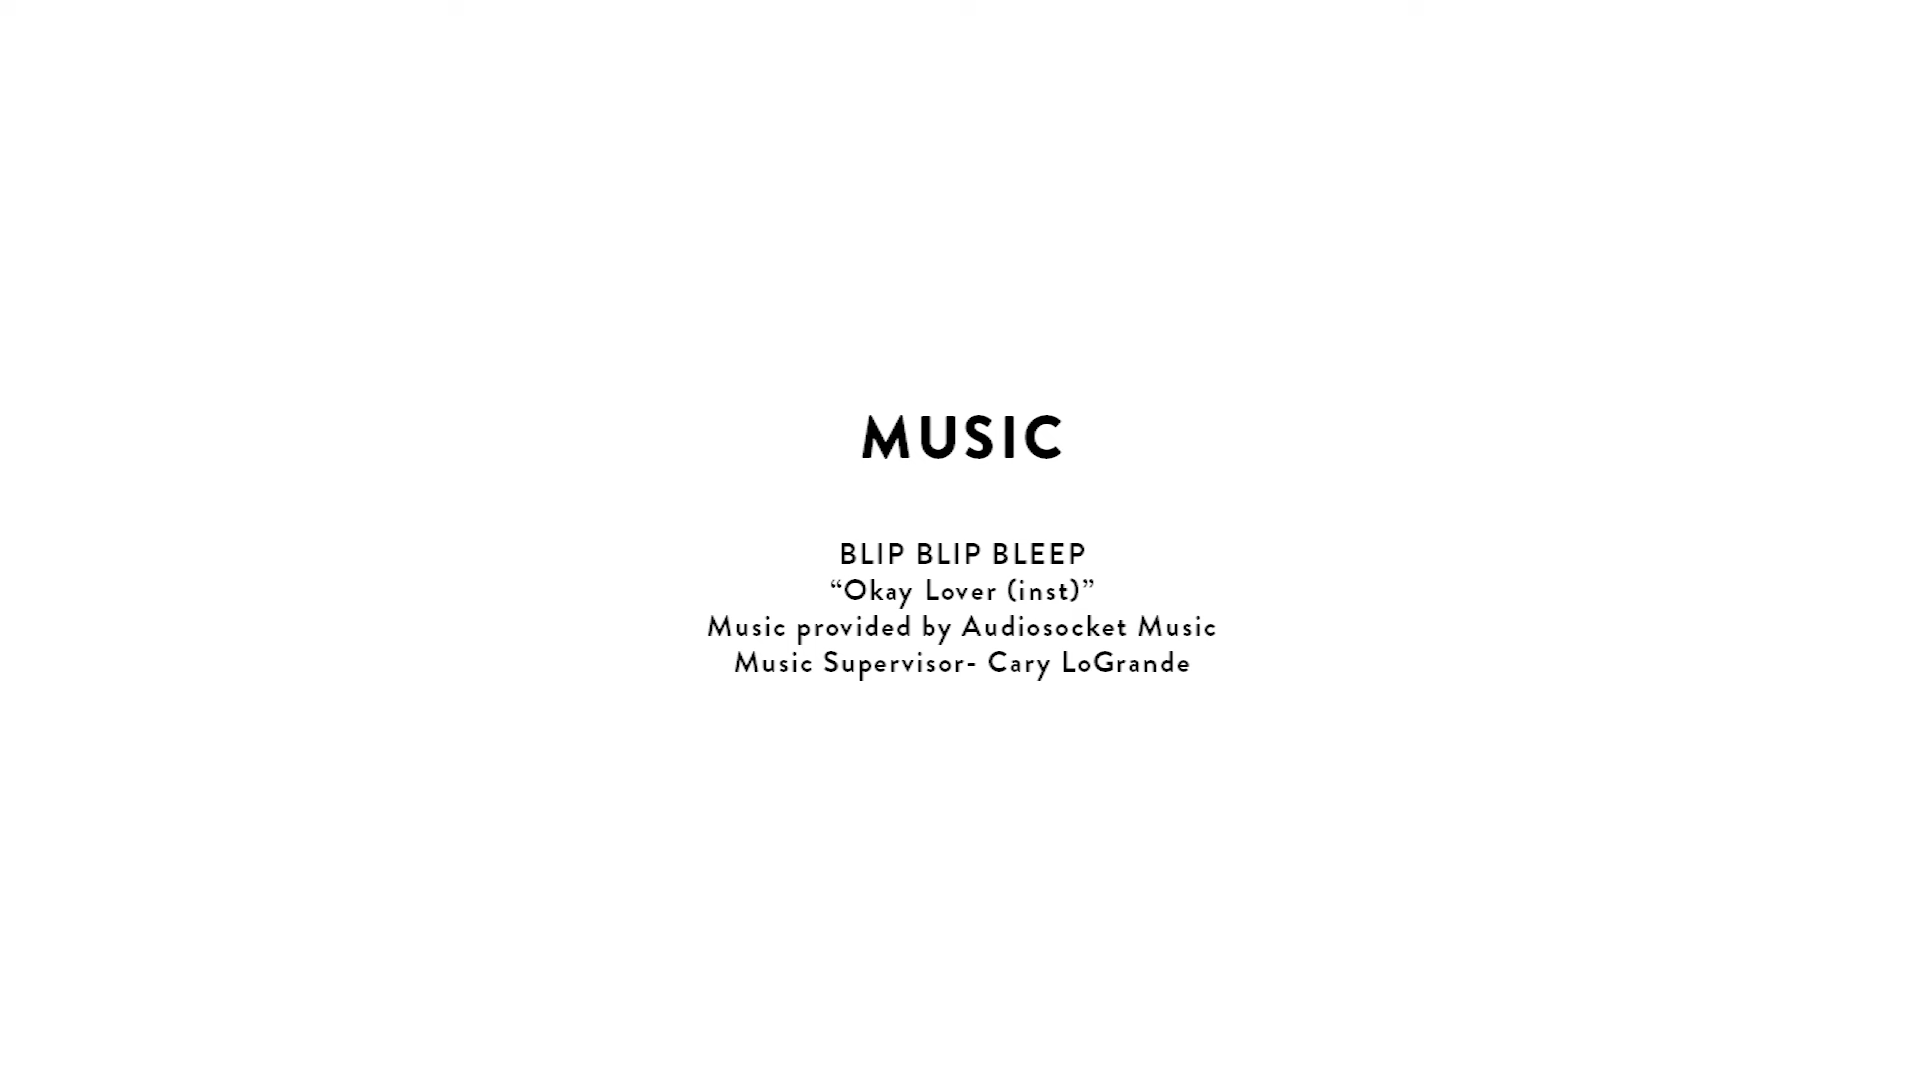 MUSIC
BLIP BLIP BLEEP
“Okay Lover (inst)”
Music provided by Audiosocket Music
Music Supervisor- Cary LoGrande